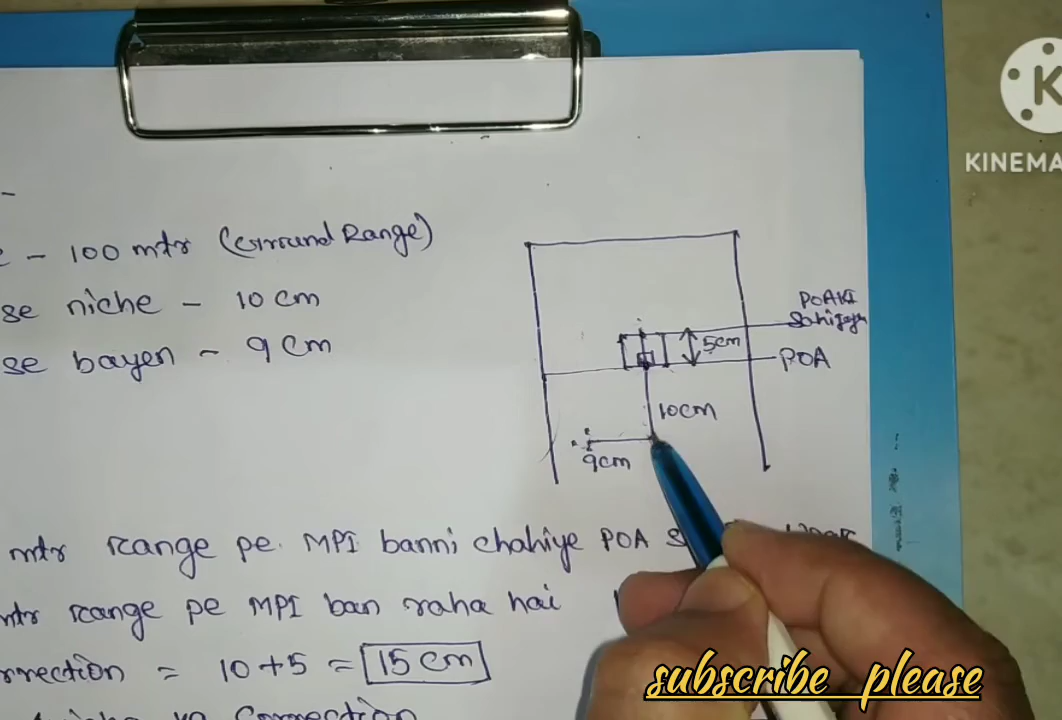 - 100 mtr (Ground Range)
se niche - 10 cm
se bayen - 9 cm
POA KI
5cm
POA
10cm
9cm
mtr range pe. MPI banni chahiye POA
mtr range pe MPI ban raha hai
= 10+5 = 15 cm
Correction
KINEMA
subscribe please